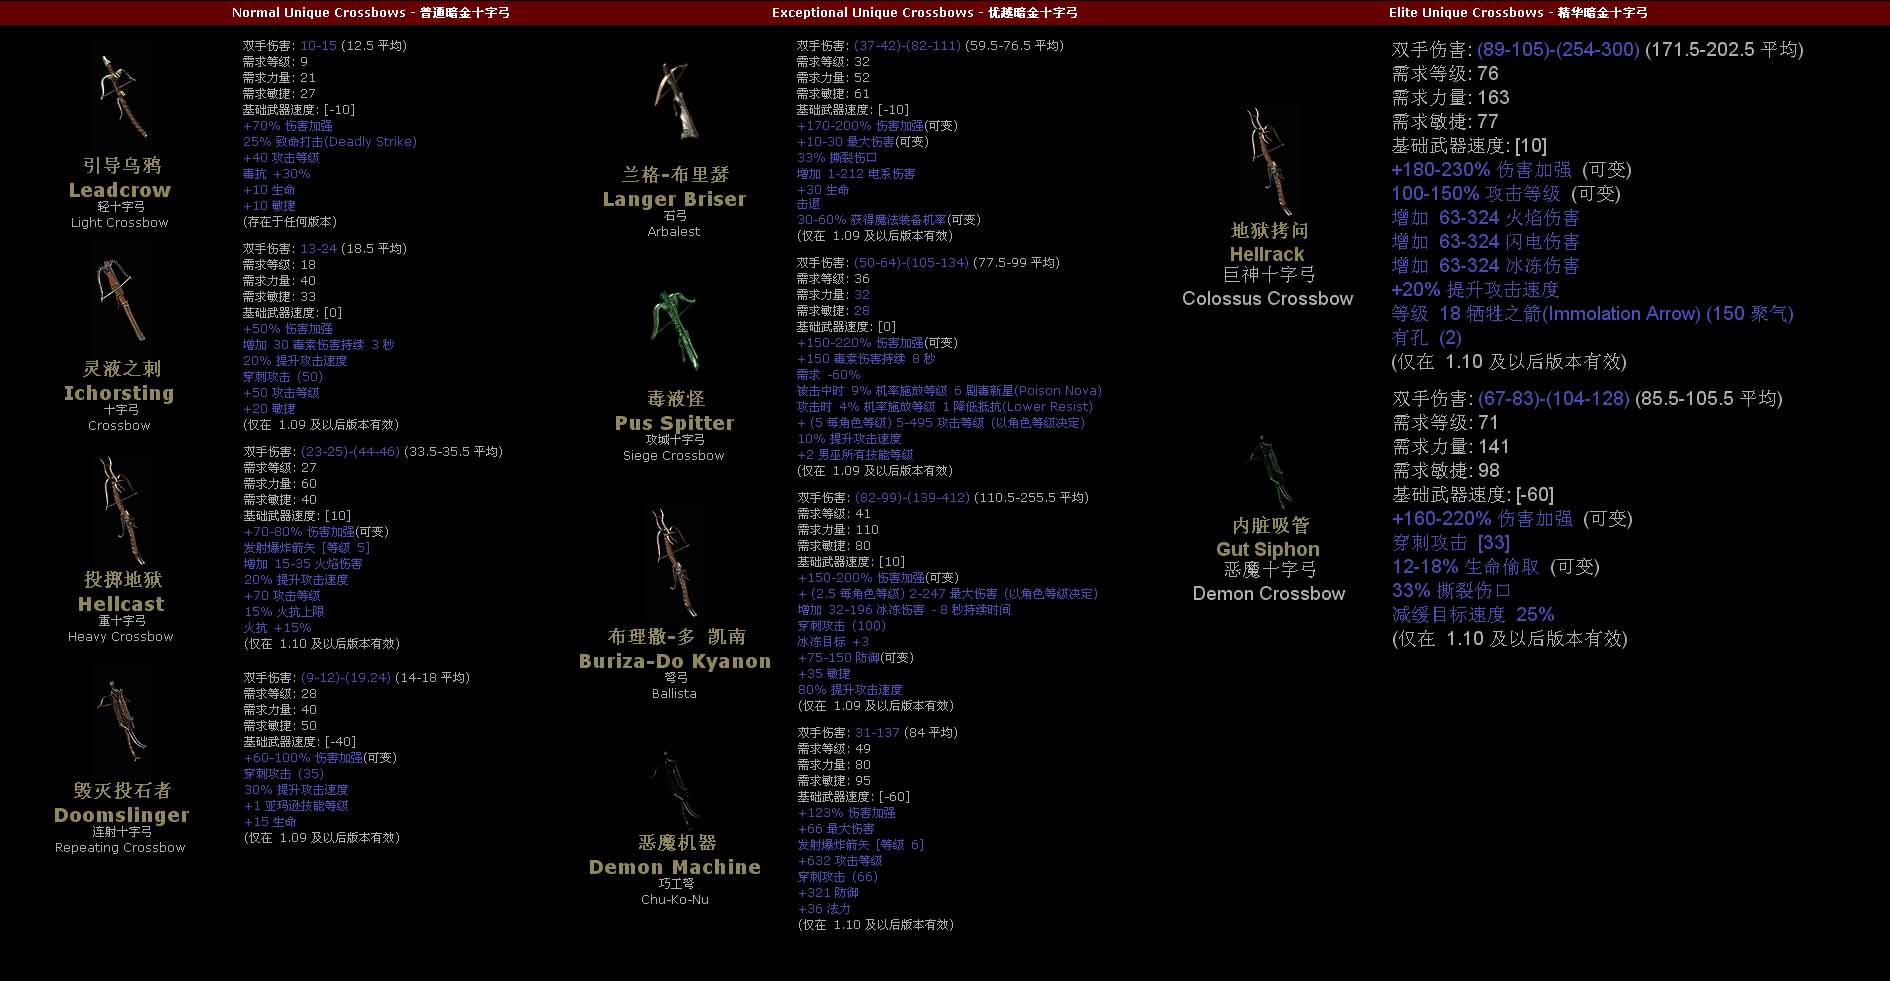 Normal Unique Crossbows - 普通暗金十字弓
引导乌鸦
Leadcrow
轻十字弓
Light Crossbow
双手伤害: 10-15 (12.5 平均)
需求等级: 9
需求力量: 21
需求敏捷: 27
基础武器速度: [-10]
+70% 伤害加强
25% 致命打击(Deadly Strike)
+40 攻击等级
毒抗 +30%
+10 生命
+10 敏捷
(存在于任何版本)
灵液之刺
Ichorsting
十字弓
Crossbow
双手伤害: 13-24 (18.5 平均)
需求等级: 18
需求力量: 40
需求敏捷: 33
基础武器速度: [0]
+50% 伤害加强
增加 30 毒素伤害持续 3 秒
20% 提升攻击速度
穿刺攻击 (50)
+50 攻击等级
+20 敏捷
(仅在 1.09 及以后版本有效)
投掷地狱
Hellcast
重十字弓
Heavy Crossbow
双手伤害: (23-25)-(44-46) (33.5-35.5 平均)
需求等级: 27
需求力量: 60
需求敏捷: 40
基础武器速度: [10]
+70-80% 伤害加强(可变)
发射爆炸箭矢 [等级 5]
增加 15-35 火焰伤害
20% 提升攻击速度
+70 攻击等级
15% 火抗上限
火抗 +15%
(仅在 1.10 及以后版本有效)
毁灭投石者
Doomslinger
连射十字弓
Repeating Crossbow
双手伤害: (9-12)-(19.24) (14-18 平均)
需求等级: 28
需求力量: 40
需求敏捷: 50
基础武器速度: [-40]
+60-100% 伤害加强(可变)
穿刺攻击 (35)
30% 提升攻击速度
+1 亚玛逊技能等级
+15 生命
(仅在 1.09 及以后版本有效)
Exceptional Unique Crossbows - 优越暗金十字弓
兰格-布里瑟
Langer Briser
石弓
Arbalest
双手伤害: (37-42)-(82-111) (59.5-76.5 平均)
需求等级: 32
需求力量: 52
需求敏捷: 61
基础武器速度: [-10]
+170-200% 伤害加强(可变)
+10-30 最大伤害(可变)
33% 撕裂伤口
增加 1-212 电系伤害
+30 生命
击退
30-60% 获得魔法装备机率(可变)
(仅在 1.09 及以后版本有效)
毒液怪
Pus Spitter
攻城十字弓
Siege Crossbow
双手伤害: (50-64)-(105-134) (77.5-99 平均)
需求等级: 36
需求力量: 32
需求敏捷: 28
基础武器速度: [0]
+150-220% 伤害加强(可变)
+150 毒素伤害持续 8 秒
需求 -60%
被击中时 9% 机率施放等级 6 剧毒新星(Poison Nova)
攻击时 4% 机率施放等级 1 降低抵抗(Lower Resist)
+ (5 每角色等级) 5-495 攻击等级 (以角色等级决定)
10% 提升攻击速度
+2 男巫所有技能等级
(仅在 1.09 及以后版本有效)
布理撒-多 凯南
Buriza-Do Kyanon
弩弓
Ballista
双手伤害: (82-99)-(139-412) (110.5-255.5 平均)
需求等级: 41
需求力量: 110
需求敏捷: 80
基础武器速度: [10]
+150-200% 伤害加强(可变)
+ (2.5 每角色等级) 2-247 最大伤害 (以角色等级决定)
增加 32-196 冰冻伤害 - 8 秒持续时间
穿刺攻击 (100)
冰冻目标 +3
+75-150 防御(可变)
+35 敏捷
80% 提升攻击速度
(仅在 1.09 及以后版本有效)
恶魔机器
Demon Machine
巧工弩
Chu-Ko-Nu
双手伤害: 31-137 (84 平均)
需求等级: 49
需求力量: 80
需求敏捷: 95
基础武器速度: [-60]
+123% 伤害加强
+66 最大伤害
发射爆炸箭矢 [等级 6]
+632 攻击等级
穿刺攻击 (66)
+321 防御
+36 法力
(仅在 1.10 及以后版本有效)
Elite Unique Crossbows - 精华暗金十字弓
地狱拷问
Hellrack
巨神十字弓
Colossus Crossbow
双手伤害: (89-105)-(254-300) (171.5-202.5 平均)
需求等级: 76
需求力量: 163
需求敏捷: 77
基础武器速度: [10]
+180-230% 伤害加强 (可变)
100-150% 攻击等级 (可变)
增加 63-324 火焰伤害
增加 63-324 闪电伤害
增加 63-324 冰冻伤害
+20% 提升攻击速度
等级 18 牺牲之箭(Immolation Arrow) (150 聚气)
有孔 (2)
(仅在 1.10 及以后版本有效)
内脏吸管
Gut Siphon
恶魔十字弓
Demon Crossbow
双手伤害: (67-83)-(104-128) (85.5-105.5 平均)
需求等级: 71
需求力量: 141
需求敏捷: 98
基础武器速度: [-60]
+160-220% 伤害加强 (可变)
穿刺攻击 [33]
12-18% 生命偷取 (可变)
33% 撕裂伤口
减缓目标速度 25%
(仅在 1.10 及以后版本有效)